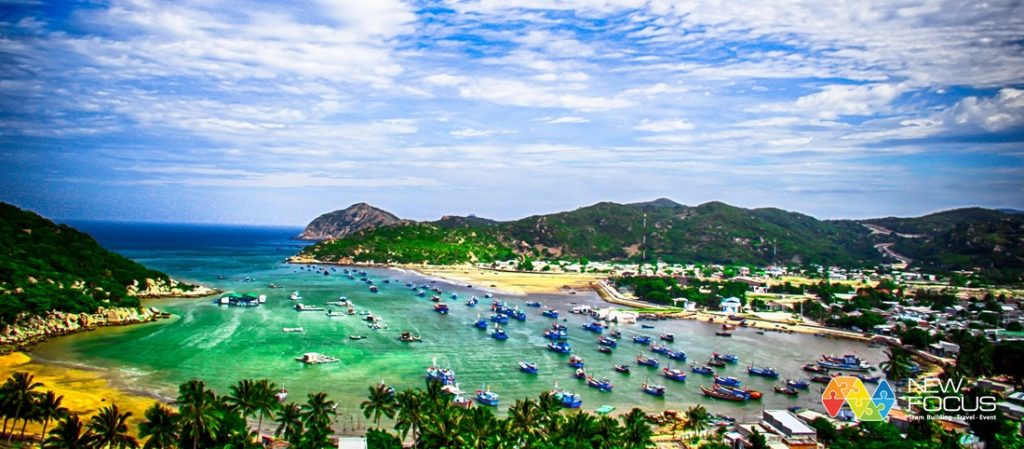 NEW
FOCUS
Team Building · Travel · Event